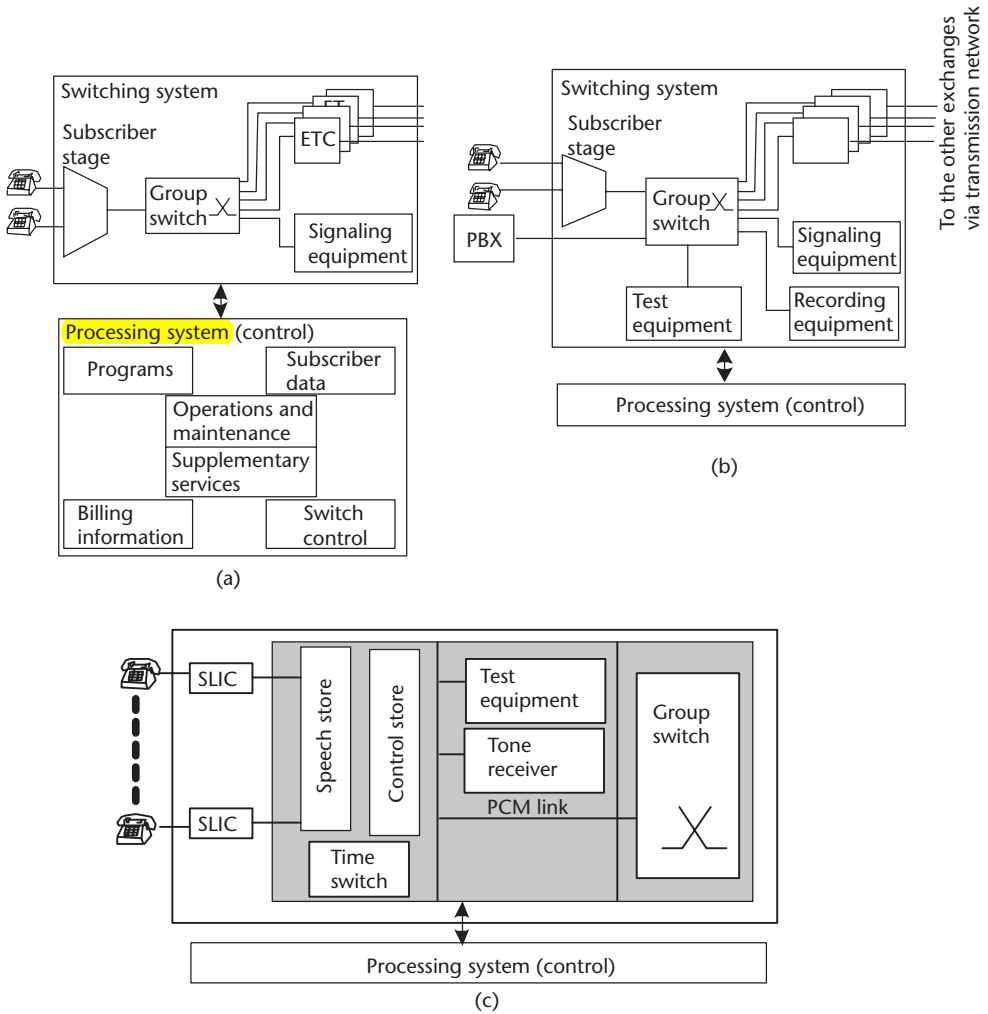 Switching system
Subscriber
stage
ETC
Group
switch
Signaling
equipment
Processing system (control)
Programs
Subscriber
data
Operations and
maintenance
Supplementary
services
Billing
information
Switch
control
(a)
Switching system
Subscriber
stage
PBX
Group
switch
Signaling
equipment
Test
equipment
Recording
equipment
To the other exchanges
via transmission network
Processing system (control)
(b)
SLIC
SLIC
Speech store
Control store
Time
switch
Test
equipment
Tone
receiver
PCM link
Group
switch
Processing system (control)
(c)